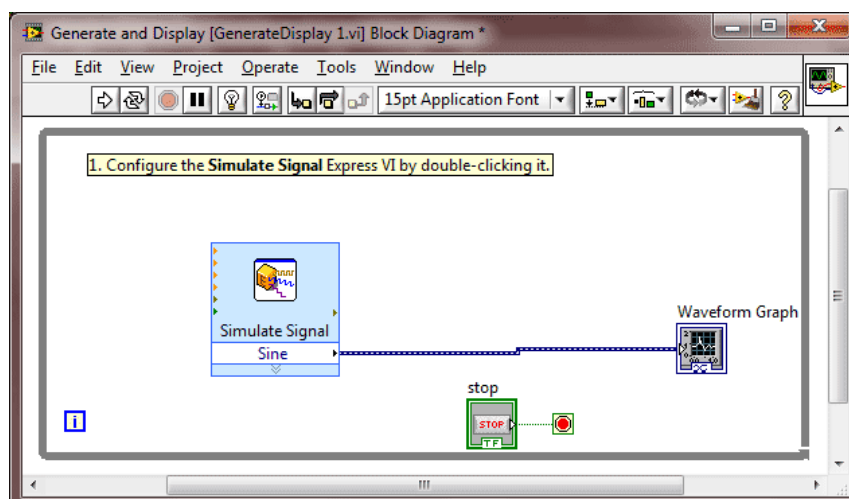 Generate and Display [GenerateDisplay 1.vi] Block Diagram *
File Edit View Project Operate Tools Window Help
15pt Application Font
1. Configure the Simulate Signal Express VI by double-clicking it.
Simulate Signal
Sine
Waveform Graph
stop
STOP
TF
i